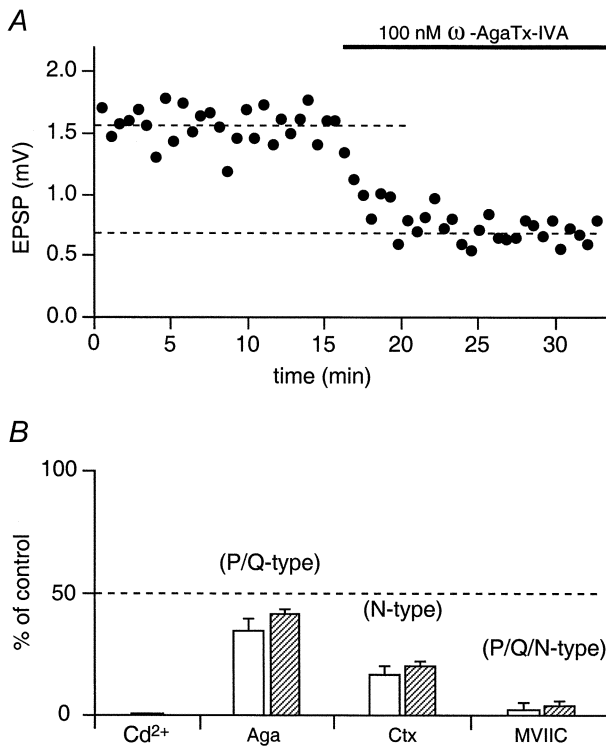 A
100 nM ω -AgaTx-IVA
EPSP (mV)
2.0
1.5
1.0
0.5
0.0
0 5 10 15 20 25 30
time (min)
B
% of control
100
50
0
(P/Q-type)
(N-type)
(P/Q/N-type)
Cd2+ Aga Ctx MVIIC